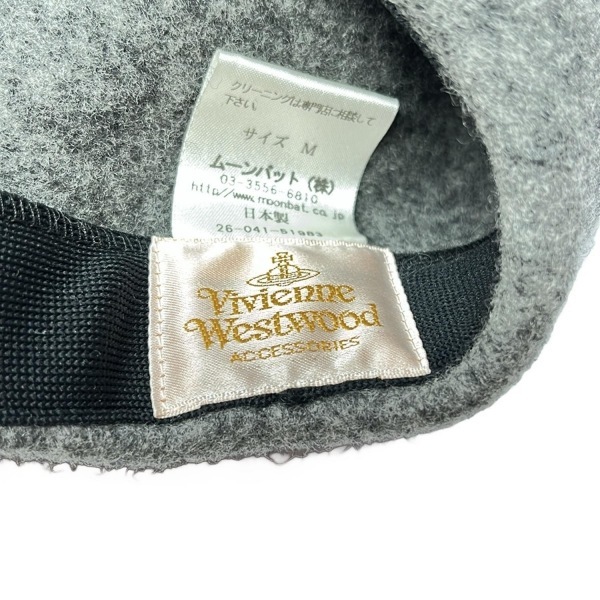 クリーニングは専門店に相談して
下さい
サイズ M
ムーンバット(株)
03-3556-6810
http://www.moonbat.co.jp
日本製
26-041-51983
Vivienne
Westwood
ACCESSORIES